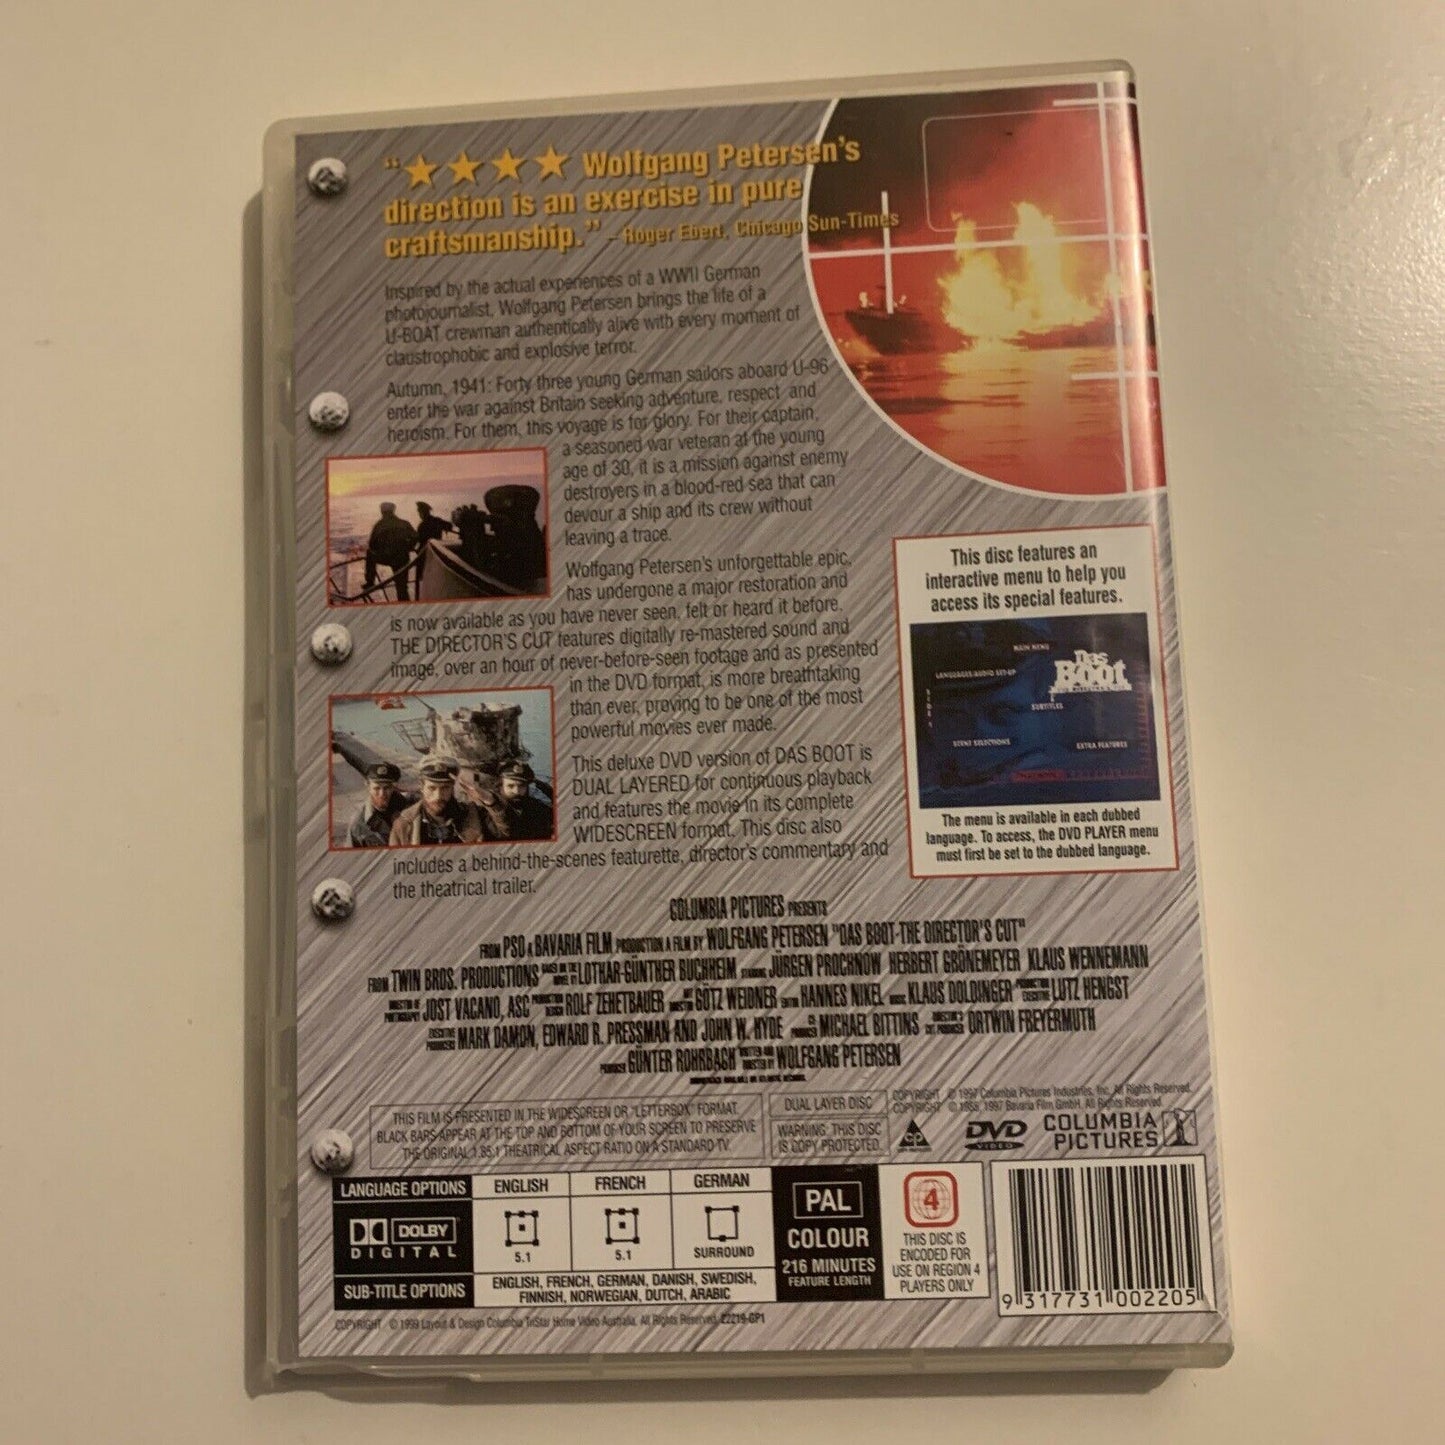 "★★★★ Wolfgang Petersen's
direction is an exercise in pure
craftsmanship." – Roger Ebert, Chicago Sun-Times
Inspired by the actual experiences of a WWII German
photojournalist, Wolfgang Petersen brings the life of a
U-BOAT crewman authentically alive with every moment of
claustrophobic and explosive terror.
Autumn, 1941: Forty three young German sailors aboard U-96
enter the war against Britain seeking adventure, respect and
heroism. For them, this voyage is for glory. For their captain,
a seasoned war veteran at the young
age of 30, it is a mission against enemy
destroyers in a blood-red sea that can
devour a ship and its crew without
leaving a trace.
Wolfgang Petersen's unforgettable epic,
has undergone a major restoration and
is now available as you have never seen, felt or heard it before.
THE DIRECTOR'S CUT features digitally re-mastered sound and
image, over an hour of never-before-seen footage and as presented
in the DVD format, is more breathtaking
than ever, proving to be one of the most
powerful movies ever made.
This deluxe DVD version of DAS BOOT is
DUAL LAYERED for continuous playback
and features the movie in its complete
WIDESCREEN format. This disc also
includes a behind-the-scenes featurette, director's commentary and
the theatrical trailer.
This disc features an
interactive menu to help you
access its special features.
MAIN MENU
Das
Boot
LANGUAGES/AUDIO SET-UP
SUBTITLES
SCENE SELECTIONS
EXTRA FEATURES
The menu is available in each dubbed
language. To access, the DVD PLAYER menu
must first be set to the dubbed language.
COLUMBIA PICTURES PRESENTS
FROM PSO & BAVARIA FILM PRODUCTION A FILM BY WOLFGANG PETERSEN "DAS BOOT-THE DIRECTOR'S CUT"
FROM TWIN BROS. PRODUCTIONS BASED ON THE NOVEL BY LOTHAR-GÜNTHER BUCHHEIM STARRING JÜRGEN PROCHNOW HERBERT GRÖNEMEYER KLAUS WENNEMANN
DIRECTOR OF PHOTOGRAPHY JOST VACANO, ASC PRODUCTION DESIGN ROLF ZEHETBAUER ART DIRECTOR GÖTZ WEIDNER EDITOR HANNES NIKEL MUSIC KLAUS DOLDINGER PRODUCTION EXECUTIVE LUTZ HENGST
EXECUTIVE PRODUCERS MARK DAMON, EDWARD R. PRESSMAN AND JOHN W. HYDE CO PRODUCER MICHAEL BITTINS DIRECTOR'S CUT PRODUCER ORTWIN FREYERMUTH
PRODUCER GÜNTER ROHRBACH WRITTEN AND DIRECTED BY WOLFGANG PETERSEN
SOUNDTRACK AVAILABLE ON ATLANTIC RECORDS.
THIS FILM IS PRESENTED IN THE WIDESCREEN OR "LETTERBOX" FORMAT.
BLACK BARS APPEAR AT THE TOP AND BOTTOM OF YOUR SCREEN TO PRESERVE
THE ORIGINAL 1.85:1 THEATRICAL ASPECT RATIO ON A STANDARD TV.
DUAL LAYER DISC
WARNING: THIS DISC
IS COPY PROTECTED.
COPYRIGHT © 1997 Columbia Pictures Industries, Inc. All Rights Reserved.
COPYRIGHT © 1985, 1997 Bavaria Film GmbH. All Rights Reserved.
DVD
VIDEO
COLUMBIA
PICTURES
LANGUAGE OPTIONS
ENGLISH
FRENCH
GERMAN
DOLBY
DIGITAL
5.1
5.1
SURROUND
SUB-TITLE OPTIONS
ENGLISH, FRENCH, GERMAN, DANISH, SWEDISH,
FINNISH, NORWEGIAN, DUTCH, ARABIC
PAL
COLOUR
216 MINUTES
FEATURE LENGTH
4
THIS DISC IS
ENCODED FOR
USE ON REGION 4
PLAYERS ONLY
9 317731 002205
COPYRIGHT © 1999 Layout & Design Columbia TriStar Home Video Australia. All Rights Reserved. 22219-GP1